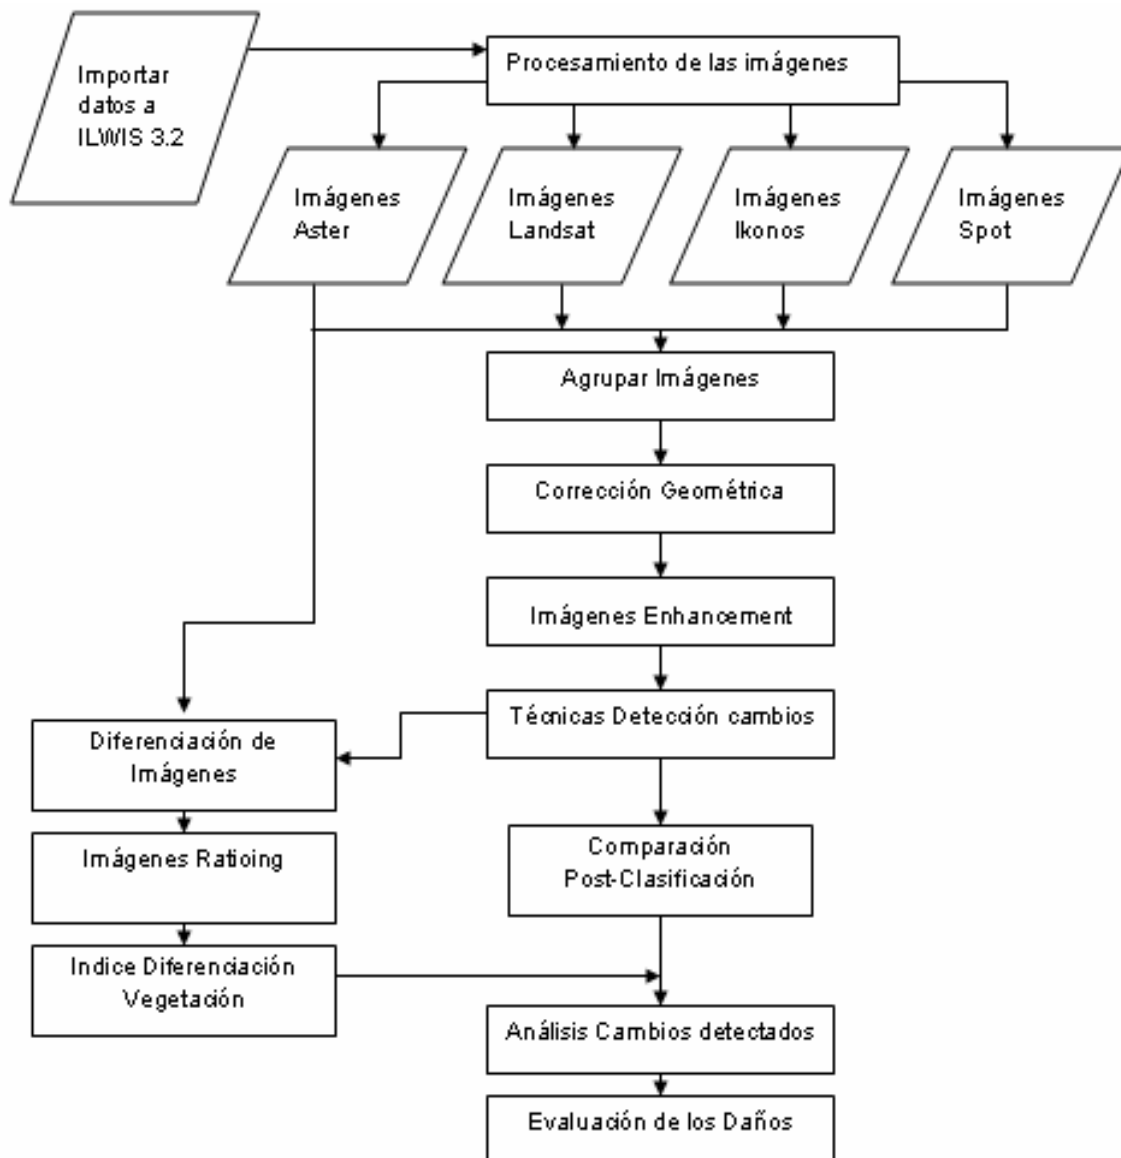 Importar
datos a
ILWIS 3.2
Procesamiento de las imágenes
Imágenes
Aster
Imágenes
Landsat
Imágenes
Ikonos
Imágenes
Spot
Agrupar Imágenes
Corrección Geométrica
Imágenes Enhancement
Técnicas Detección cambios
Diferenciación de
Imágenes
Imágenes Ratioing
Comparación
Post-Clasificación
Indice Diferenciación
Vegetación
Análisis Cambios detectados
Evaluación de los Daños